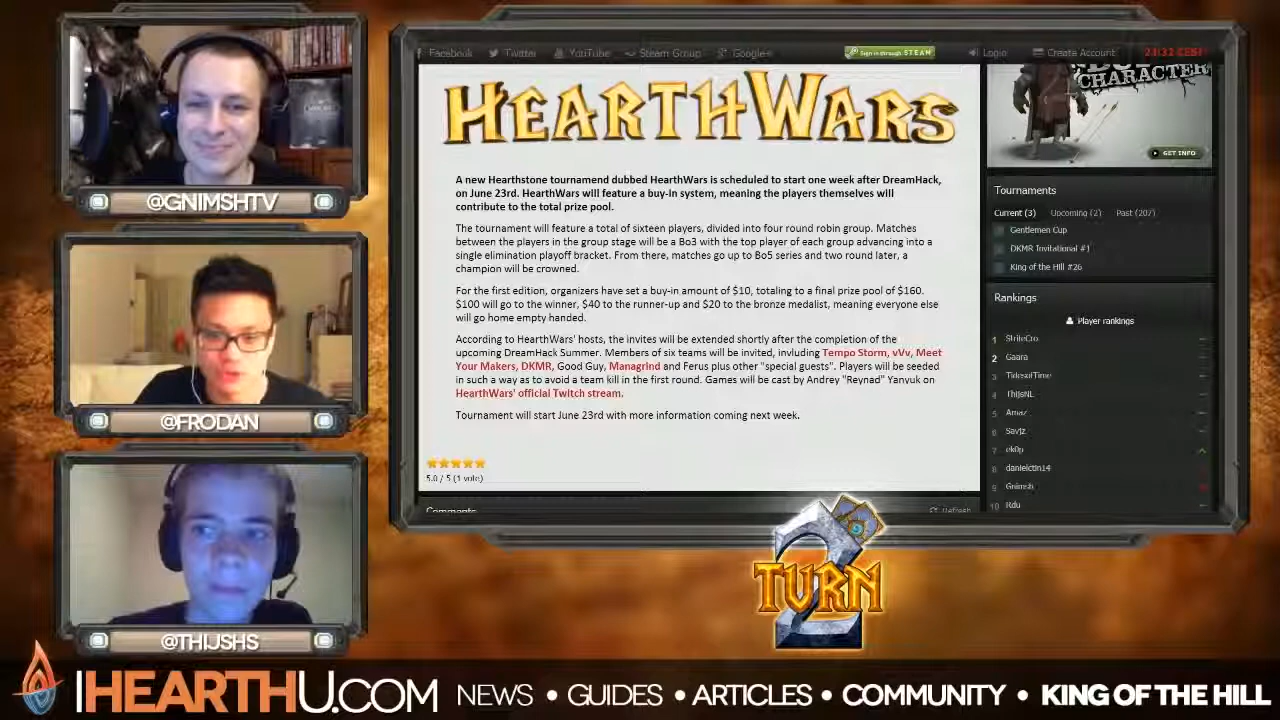 @GNIMSHTV
@FRODAN
@THIJSHS
Facebook Twitter YouTube Steam Group Google+ Sign in through STEAM Login Create Account 21:32 CEST
HEARTHWARS
A new Hearthstone tournamend dubbed HearthWars is scheduled to start one week after DreamHack,
on June 23rd. HearthWars will feature a buy-in system, meaning the players themselves will
contribute to the total prize pool.
The tournament will feature a total of sixteen players, divided into four round robin group. Matches
between the players in the group stage will be a Bo3 with the top player of each group advancing into a
single elimination playoff bracket. From there, matches go up to Bo5 series and two round later, a
champion will be crowned.
For the first edition, organizers have set a buy-in amount of $10, totaling to a final prize pool of $160.
$100 will go to the winner, $40 to the runner-up and $20 to the bronze medalist, meaning everyone else
will go home empty handed.
According to HearthWars' hosts, the invites will be extended shortly after the completion of the
upcoming DreamHack Summer. Members of six teams will be invited, invluding Tempo Storm, vVv, Meet
Your Makers, DKMR, Good Guy, Managrind and Ferus plus other "special guests". Players will be seeded
in such a way as to avoid a team kill in the first round. Games will be cast by Andrey "Reynad" Yanyuk on
HearthWars' official Twitch stream.
Tournament will start June 23rd with more information coming next week.
5.0 / 5 (1 vote)
Comments Refresh
CHARACTER
GET INFO
Tournaments
Current (3) Upcoming (2) Past (207)
Gentlemen Cup
DKMR Invitational #1
King of the Hill #26
Rankings
Player rankings
1 StrifeCro
2 Gaara
3 TidesofTime
4 ThijsNL
5 Amaz
6 Savjz
7 ek0p
8 danielctin14
9 Gnimsh
10 Rdu
2
TURN
IHEARTHU.COM NEWS • GUIDES • ARTICLES • COMMUNITY • KING OF THE HILL